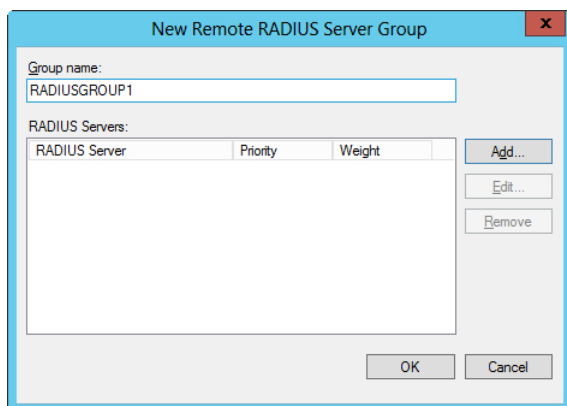 New Remote RADIUS Server Group
x
Group name:
RADIUSGROUP1
RADIUS Servers:
RADIUS Server Priority Weight
Add...
Edit...
Remove
OK Cancel